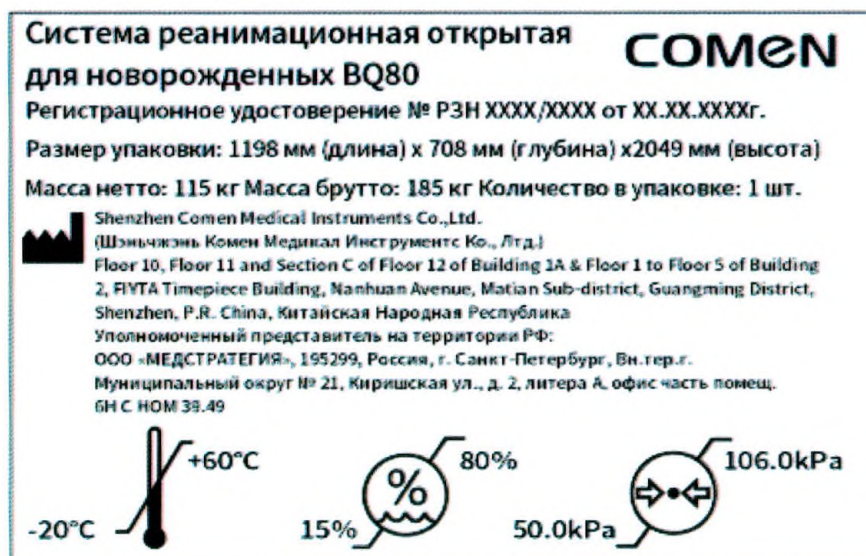 Система реанимационная открытая
для новорожденных BQ80
COMEN
Регистрационное удостоверение № РЗН XXXX/XXXX от XX.XX.XXXXг.
Размер упаковки: 1198 мм (длина) х 708 мм (глубина) х2049 мм (высота)
Масса нетто: 115 кг Масса брутто: 185 кг Количество в упаковке: 1 шт.
Shenzhen Comen Medical Instruments Co.,Ltd.
(Шэньчжэнь Комен Медикал Инструментс Ко., Лтд.)
Floor 10, Floor 11 and Section C of Floor 12 of Building 1A & Floor 1 to Floor 5 of Building
2, FIYTA Timepiece Building, Nanhuan Avenue, Matian Sub-district, Guangming District,
Shenzhen, P.R. China, Китайская Народная Республика
Уполномоченный представитель на территории РФ:
ООО «МЕДСТРАТЕГИЯ», 195299, Россия, г. Санкт-Петербург, Вн.тер.г.
Муниципальный округ № 21, Киришская ул., д. 2, литера А, офис часть помещ.
6Н С НОМ 39.49
+60°C
-20°C
%
80%
15%
106.0kPa
50.0kPa